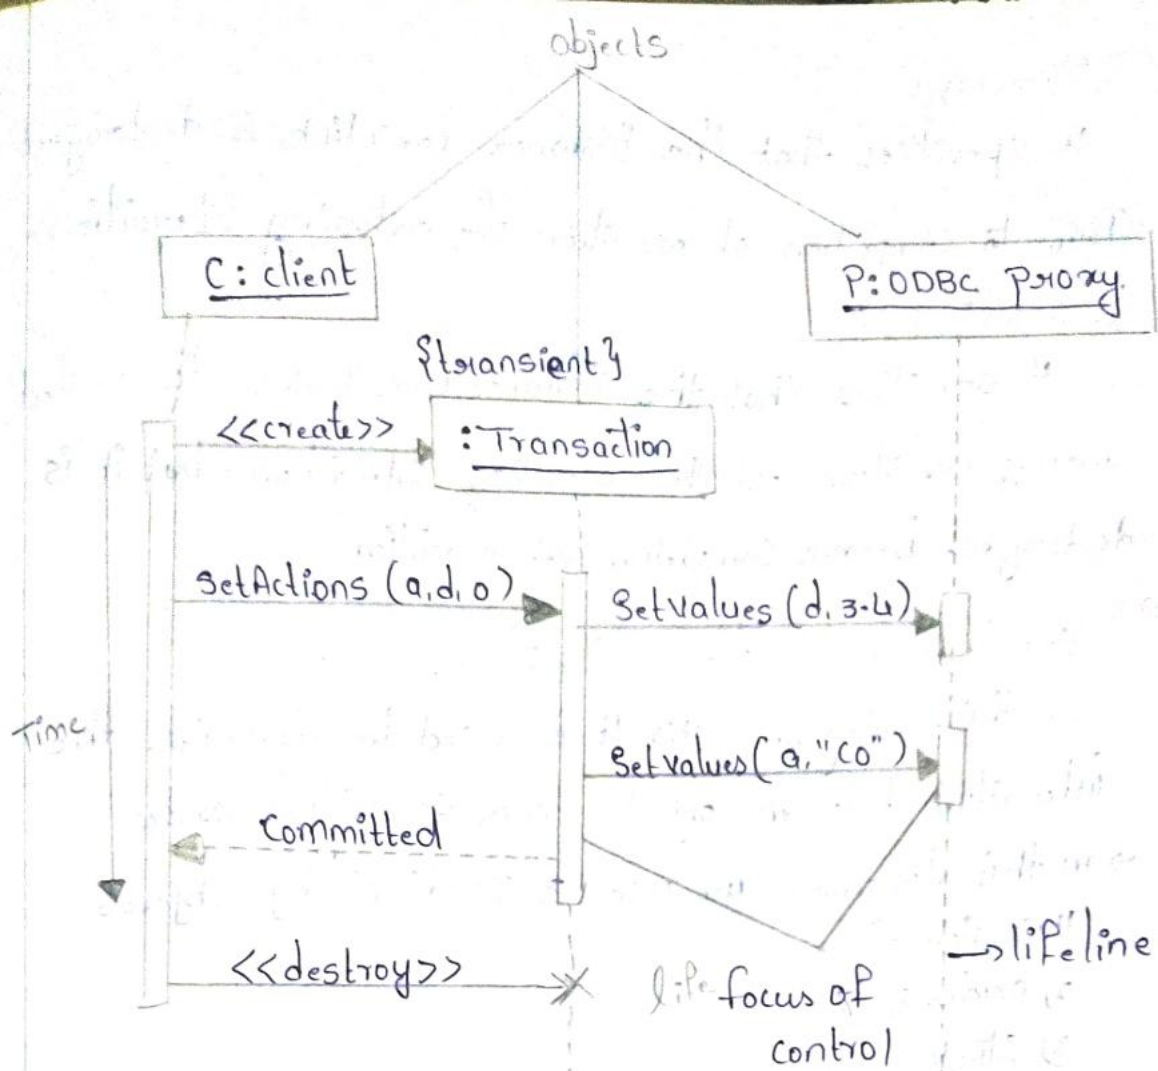 objects
C: client
P: ODBC Proxy.
{transient}
<<create>>
: Transaction
SetActions (a, d, o)
Setvalues (d, 3.4)
Time
Setvalues ( a, "CO" )
Committed
→ lifeline
<<destroy>>
life focus of
control